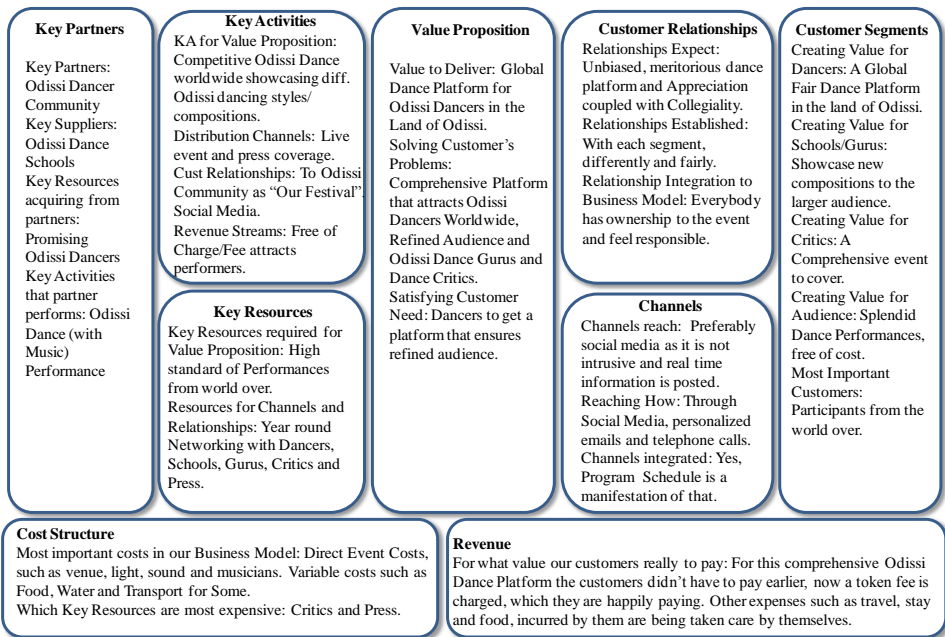 Key Partners
Key Partners:
Odissi Dancer
Community
Key Suppliers:
Odissi Dance
Schools
Key Resources
acquiring from
partners:
Promising
Odissi Dancers
Key Activities
that partner
performs: Odissi
Dance (with
Music)
Performance
Key Activities
KA for Value Proposition:
Competitive Odissi Dance
worldwide showcasing diff.
Odissi dancing styles/
compositions.
Distribution Channels: Live
event and press coverage.
Cust Relationships: To Odissi
Community as “Our Festival”.
Social Media.
Revenue Streams: Free of
Charge/Fee attracts
performers.
Key Resources
Key Resources required for
Value Proposition: High
standard of Performances
from world over.
Resources for Channels and
Relationships: Year round
Networking with Dancers,
Schools, Gurus, Critics and
Press.
Value Proposition
Value to Deliver: Global
Dance Platform for
Odissi Dancers in the
Land of Odissi.
Solving Customer’s
Problems:
Comprehensive Platform
that attracts Odissi
Dancers Worldwide,
Refined Audience and
Odissi Dance Gurus and
Dance Critics.
Satisfying Customer
Need: Dancers to get a
platform that ensures
refined audience.
Customer Relationships
Relationships Expect:
Unbiased, meritorious dance
platform and Appreciation
coupled with Collegiality.
Relationships Established:
With each segment,
differently and fairly.
Relationship Integration to
Business Model: Everybody
has ownership to the event
and feel responsible.
Channels
Channels reach: Preferably
social media as it is not
intrusive and real time
information is posted.
Reaching How: Through
Social Media, personalized
emails and telephone calls.
Channels integrated: Yes,
Program Schedule is a
manifestation of that.
Customer Segments
Creating Value for
Dancers: A Global
Fair Dance Platform
in the land of Odissi.
Creating Value for
Schools/Gurus:
Showcase new
compositions to the
larger audience.
Creating Value for
Critics: A
Comprehensive event
to cover.
Creating Value for
Audience: Splendid
Dance Performances,
free of cost.
Most Important
Customers:
Participants from the
world over.
Cost Structure
Most important costs in our Business Model: Direct Event Costs,
such as venue, light, sound and musicians. Variable costs such as
Food, Water and Transport for Some.
Which Key Resources are most expensive: Critics and Press.
Revenue
For what value our customers really to pay: For this comprehensive Odissi
Dance Platform the customers didn’t have to pay earlier, now a token fee is
charged, which they are happily paying. Other expenses such as travel, stay
and food, incurred by them are being taken care by themselves.